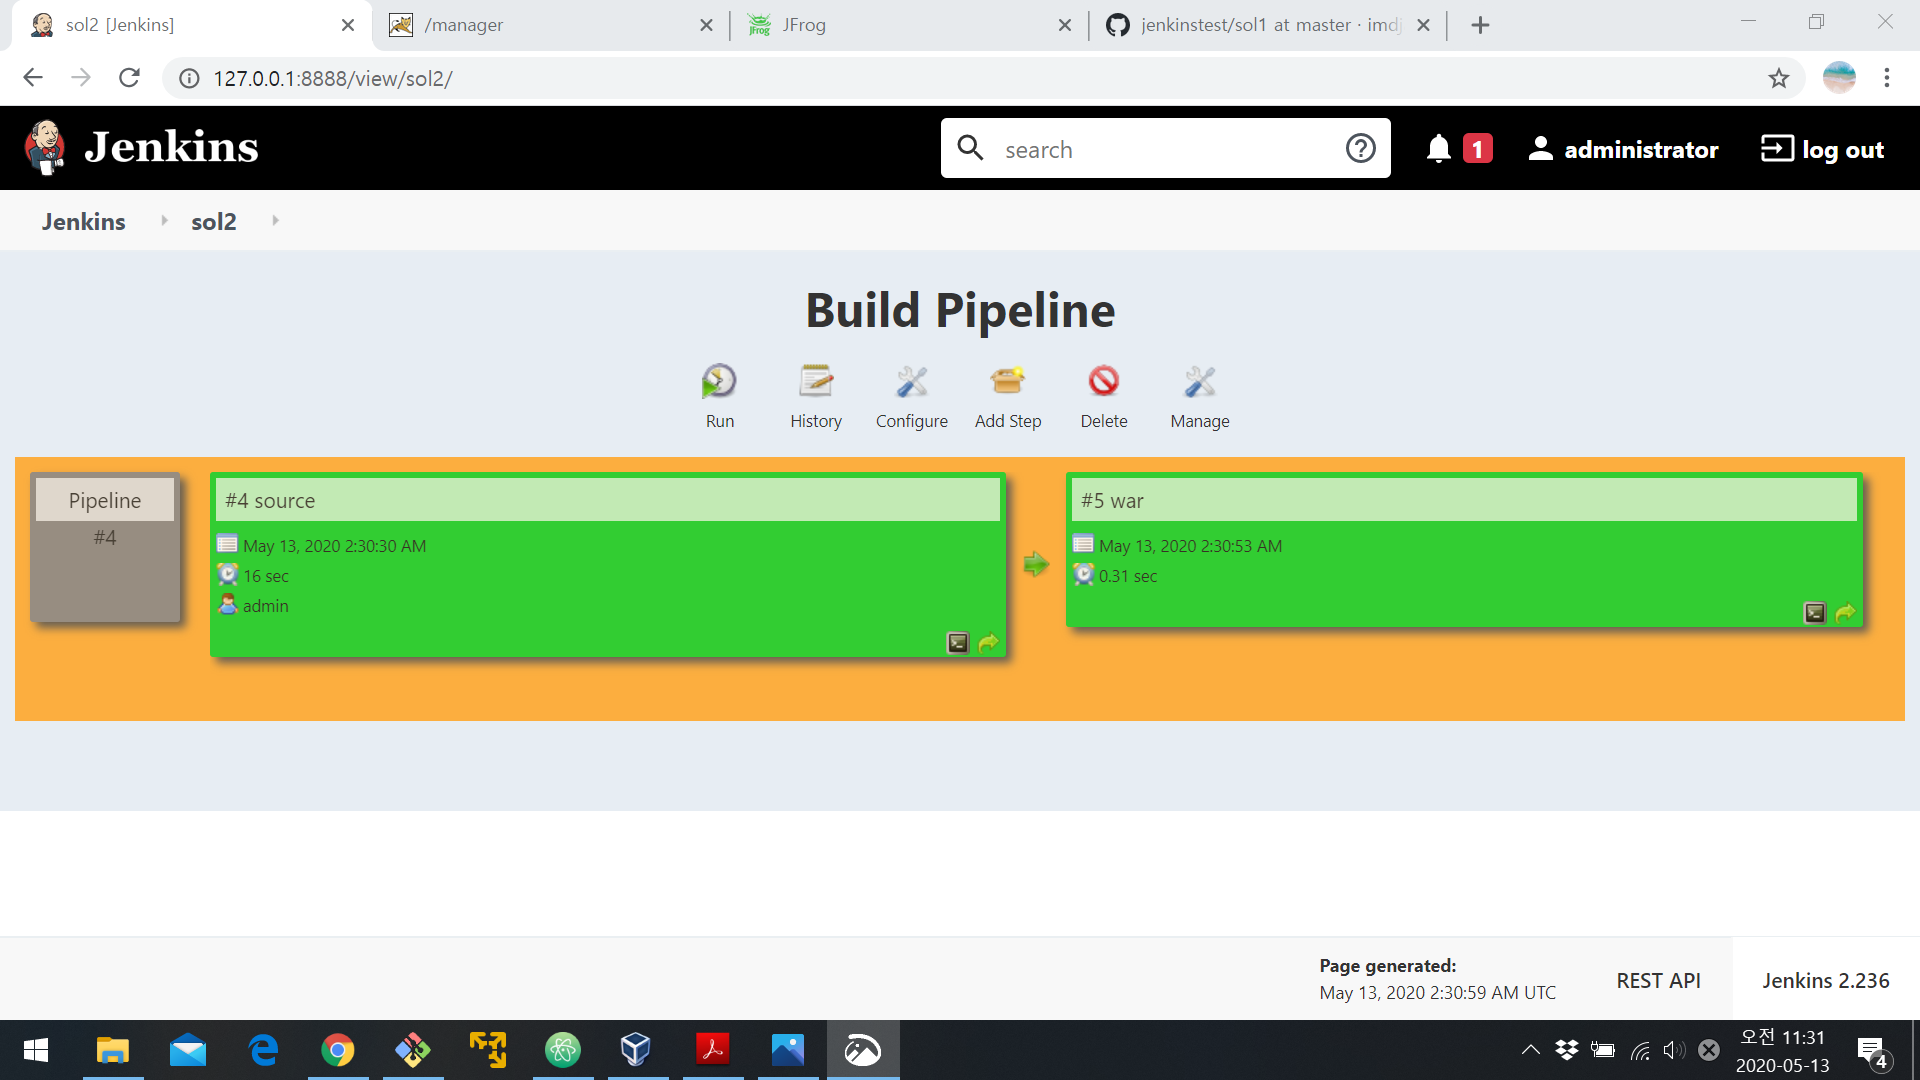 sol2 [Jenkins]
/manager
JFrog
jenkinstest/sol1 at master · imdj
127.0.0.1:8888/view/sol2/
Jenkins
search
1
administrator
log out
Jenkins
sol2
Build Pipeline
Run
History
Configure
Add Step
Delete
Manage
Pipeline
#4
#4 source
May 13, 2020 2:30:30 AM
16 sec
admin
#5 war
May 13, 2020 2:30:53 AM
0.31 sec
Page generated:
May 13, 2020 2:30:59 AM UTC
REST API
Jenkins 2.236
오전 11:31
2020-05-13
4